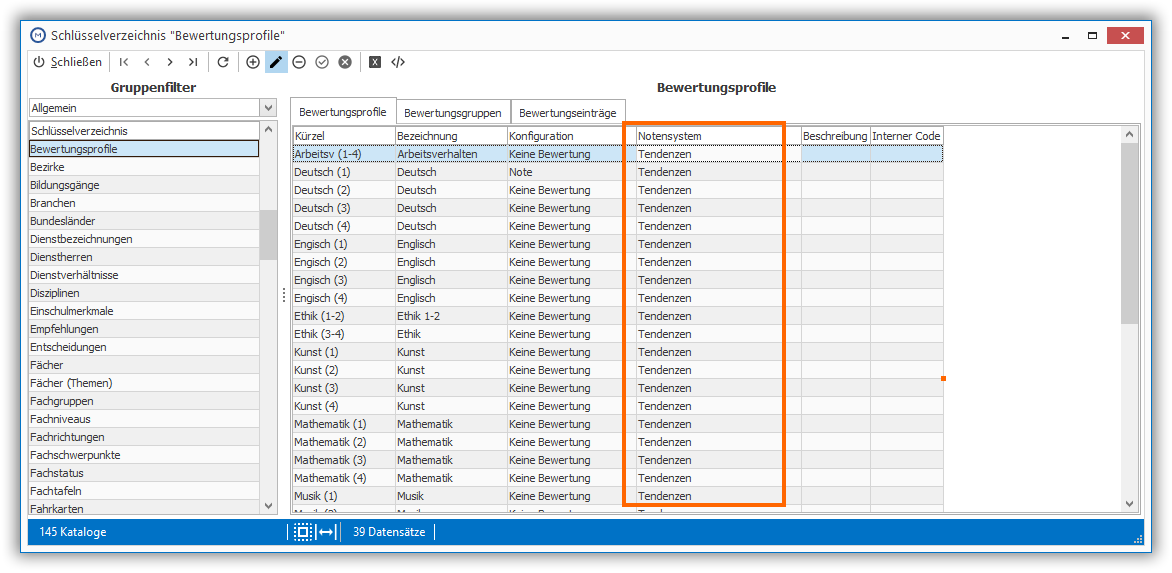 Schlüsselverzeichnis "Bewertungsprofile"
Schließen
Gruppenfilter
Bewertungsprofile
Allgemein
Schlüsselverzeichnis
Bewertungsprofile
Bezirke
Bildungsgänge
Branchen
Bundesländer
Dienstbezeichnungen
Dienstherren
Dienstverhältnisse
Disziplinen
Einschulmerkmale
Empfehlungen
Entscheidungen
Fächer
Fächer (Themen)
Fachgruppen
Fachniveaus
Fachrichtungen
Fachschwerpunkte
Fachstatus
Fachtafeln
Fahrkarten
Bewertungsprofile Bewertungsgruppen Bewertungseinträge
Kürzel Bezeichnung Konfiguration Notensystem Beschreibung Interner Code
Arbeitsv (1-4) Arbeitsverhalten Keine Bewertung Tendenzen
Deutsch (1) Deutsch Note Tendenzen
Deutsch (2) Deutsch Keine Bewertung Tendenzen
Deutsch (3) Deutsch Keine Bewertung Tendenzen
Deutsch (4) Deutsch Keine Bewertung Tendenzen
Engisch (1) Englisch Keine Bewertung Tendenzen
Engisch (2) Englisch Keine Bewertung Tendenzen
Engisch (3) Englisch Keine Bewertung Tendenzen
Engisch (4) Englisch Keine Bewertung Tendenzen
Ethik (1-2) Ethik 1-2 Keine Bewertung Tendenzen
Ethik (3-4) Ethik Keine Bewertung Tendenzen
Kunst (1) Kunst Keine Bewertung Tendenzen
Kunst (2) Kunst Keine Bewertung Tendenzen
Kunst (3) Kunst Keine Bewertung Tendenzen
Kunst (4) Kunst Keine Bewertung Tendenzen
Mathematik (1) Mathematik Keine Bewertung Tendenzen
Mathematik (2) Mathematik Keine Bewertung Tendenzen
Mathematik (3) Mathematik Keine Bewertung Tendenzen
Mathematik (4) Mathematik Keine Bewertung Tendenzen
Musik (1) Musik Keine Bewertung Tendenzen
145 Kataloge
39 Datensätze